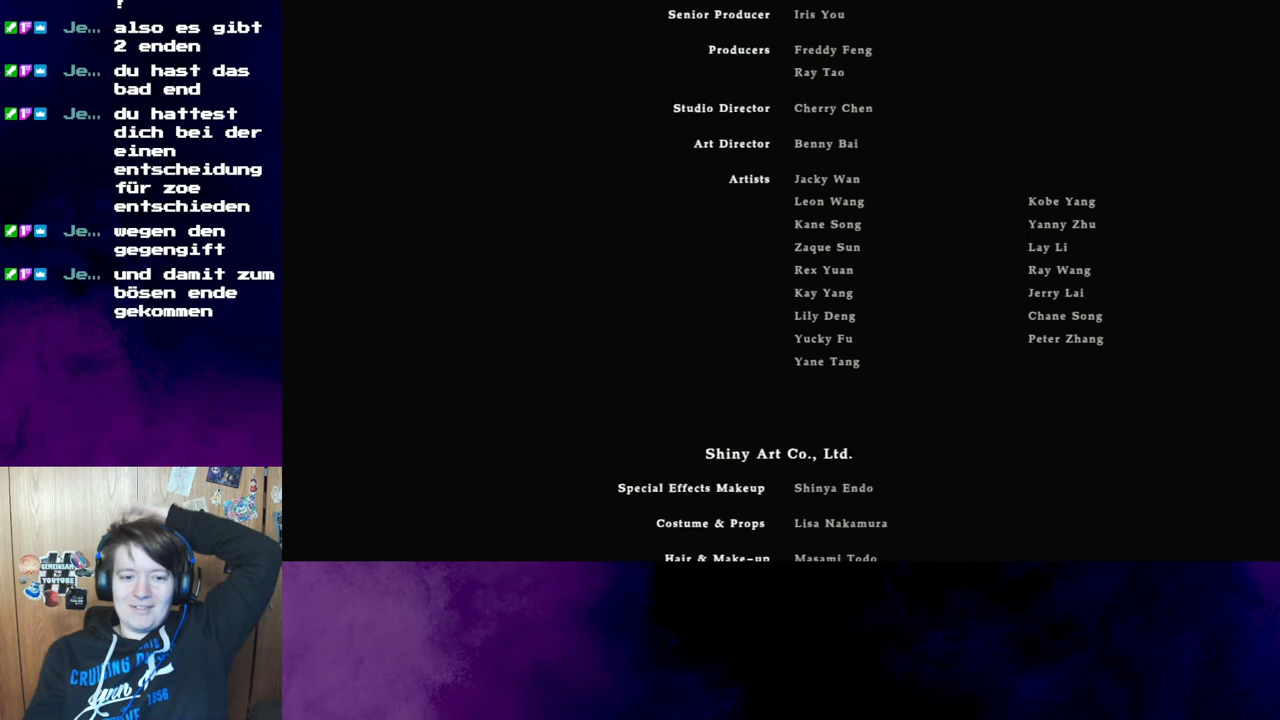 ?
Je... also es gibt
2 enden
Je... du hast das
bad end
Je... du hattest
dich bei der
einen
entscheidung
für zoe
entschieden
Je... wegen den
gegengift
Je... und damit zum
bösen ende
gekommen
Senior Producer Iris You
Producers Freddy Feng
Ray Tao
Studio Director Cherry Chen
Art Director Benny Bai
Artists Jacky Wan
Leon Wang Kobe Yang
Kane Song Yanny Zhu
Zaque Sun Lay Li
Rex Yuan Ray Wang
Kay Yang Jerry Lai
Lily Deng Chane Song
Yucky Fu Peter Zhang
Yane Tang
Shiny Art Co., Ltd.
Special Effects Makeup Shinya Endo
Costume & Props Lisa Nakamura
Hair & Make-up Masami Todo
GEMEINSAM
YOUTUBE
CRUISING
1956